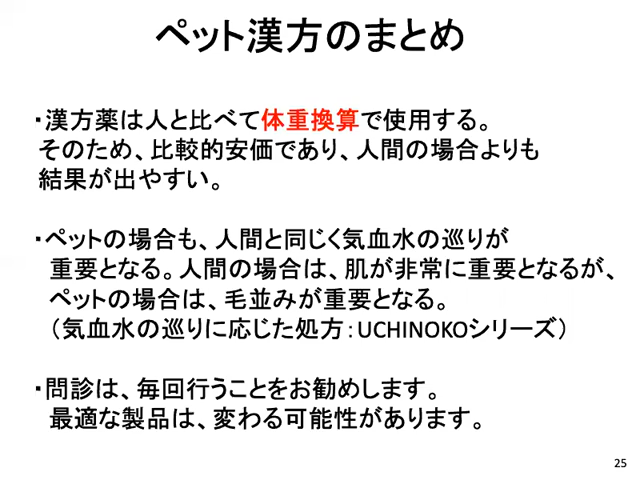 ペット漢方のまとめ
・漢方薬は人と比べて体重換算で使用する。
そのため、比較的安価であり、人間の場合よりも
結果が出やすい。
・ペットの場合も、人間と同じく気血水の巡りが
重要となる。人間の場合は、肌が非常に重要となるが、
ペットの場合は、毛並みが重要となる。
（気血水の巡りに応じた処方：UCHINOKOシリーズ）
・問診は、毎回行うことをお勧めします。
最適な製品は、変わる可能性があります。
25